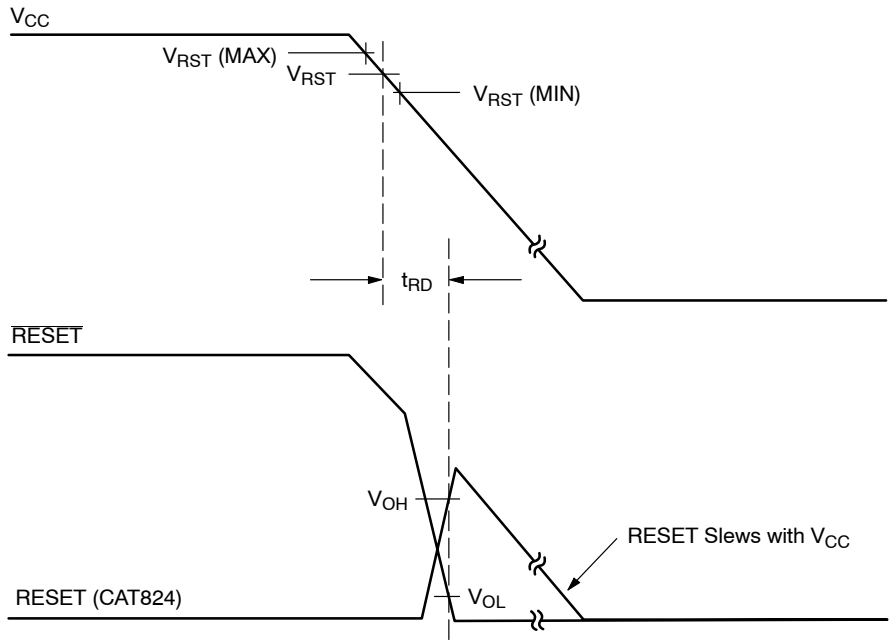 VCC
VRST (MAX)
VRST
VRST (MIN)
tRD
RESET
VOH
RESET Slews with VCC
RESET (CAT824)
VOL